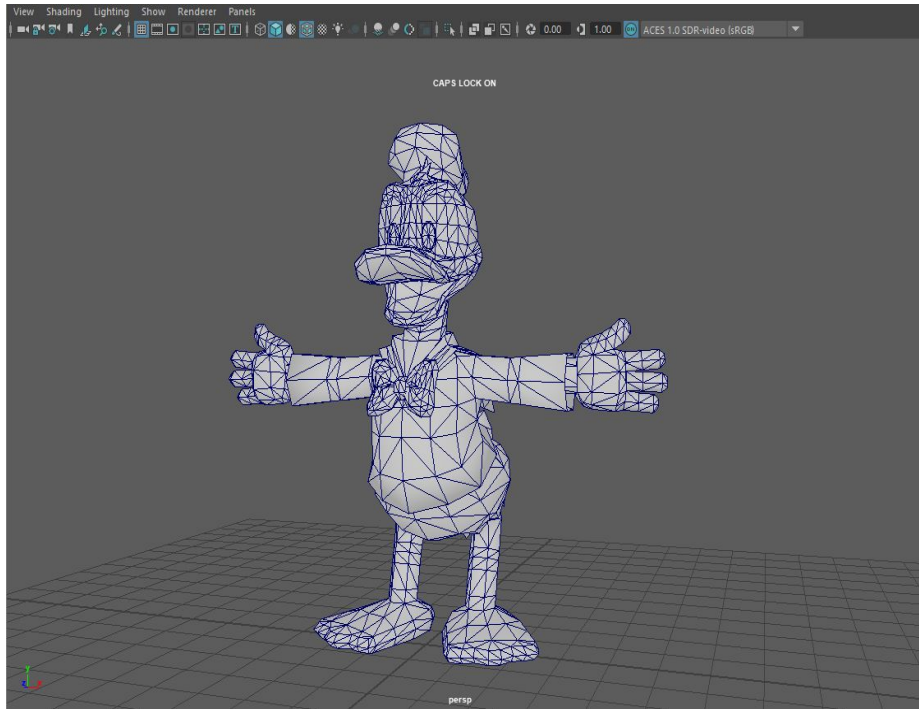 View Shading Lighting Show Renderer Panels
0.00 1.00 ACES 1.0 SDR-video (sRGB)
CAPS LOCK ON
y
z x
persp